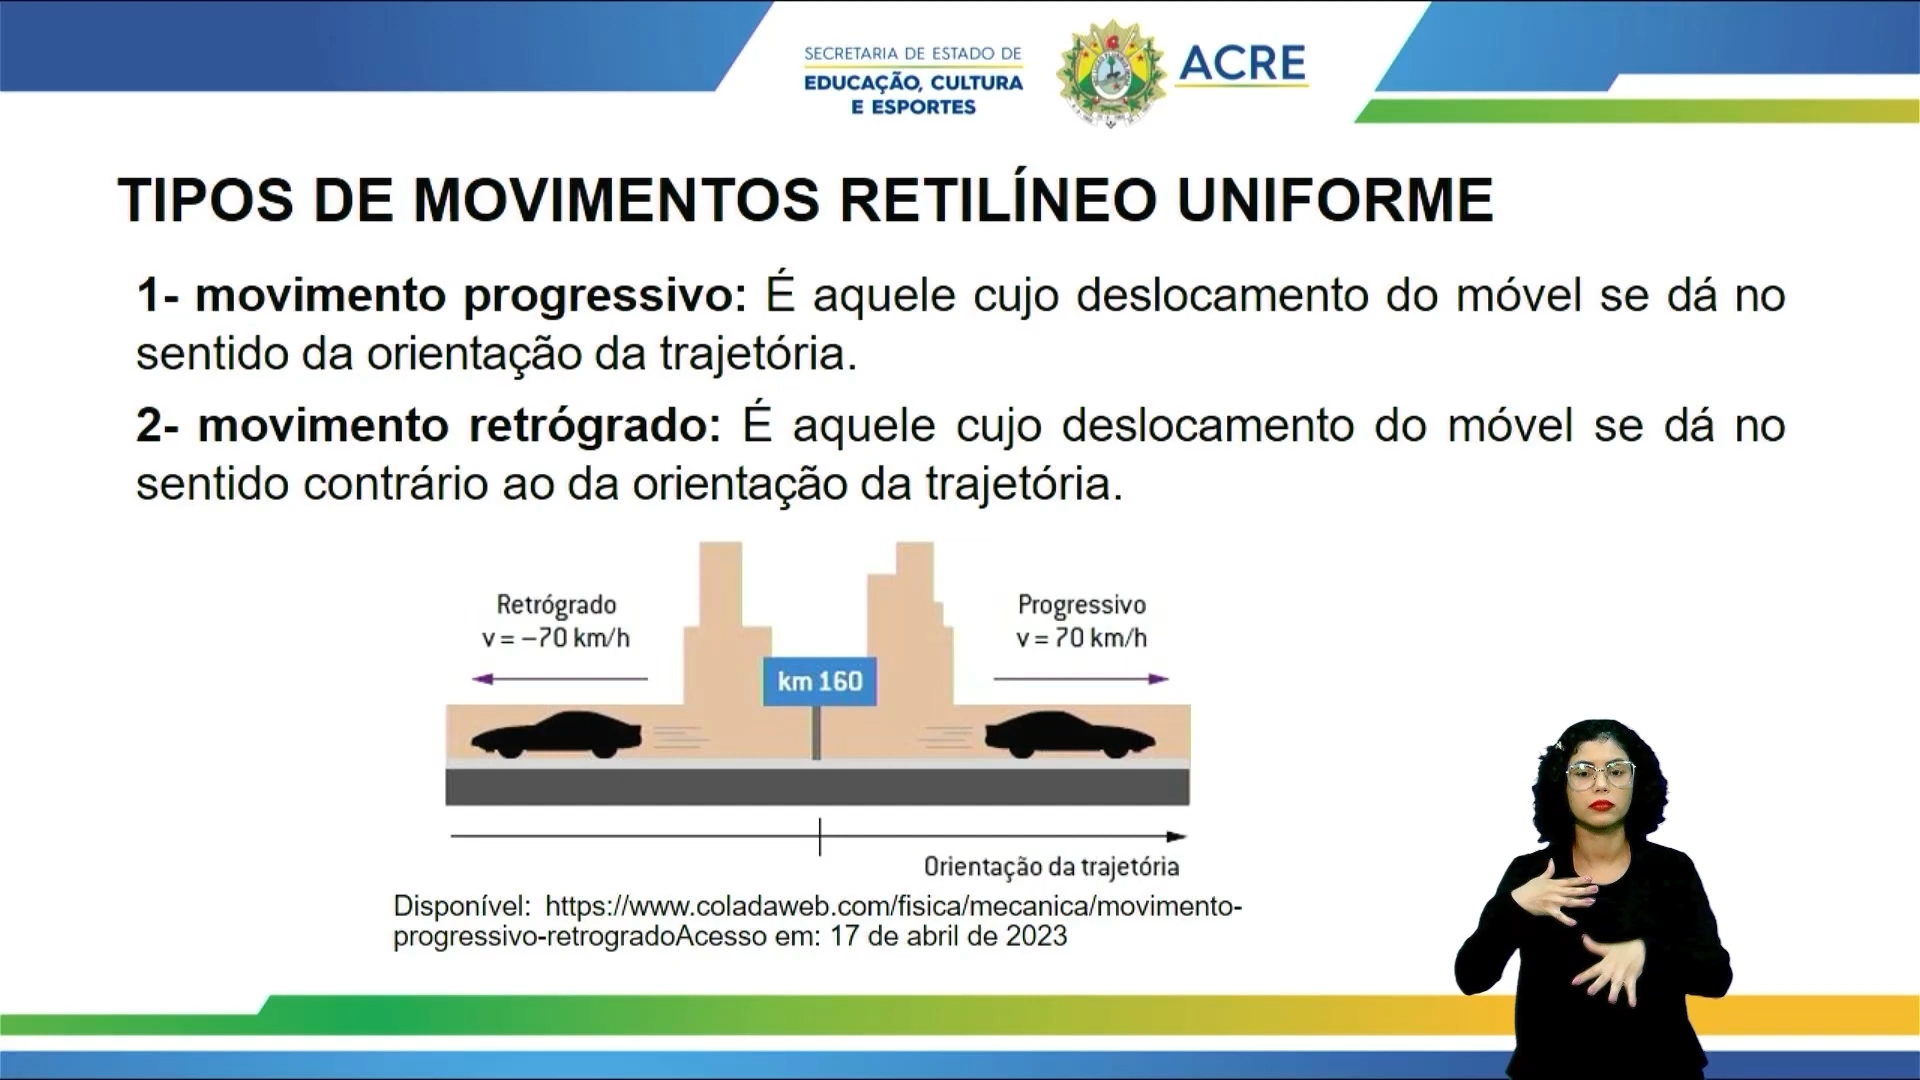 SECRETARIA DE ESTADO DE
EDUCAÇÃO, CULTURA
E ESPORTES
ACRE
TIPOS DE MOVIMENTOS RETILÍNEO UNIFORME
1- movimento progressivo: É aquele cujo deslocamento do móvel se dá no
sentido da orientação da trajetória.
2- movimento retrógrado: É aquele cujo deslocamento do móvel se dá no
sentido contrário ao da orientação da trajetória.
Retrógrado
v = –70 km/h
Progressivo
v = 70 km/h
km 160
Orientação da trajetória
Disponível: https://www.coladaweb.com/fisica/mecanica/movimento-
progressivo-retrogradoAcesso em: 17 de abril de 2023